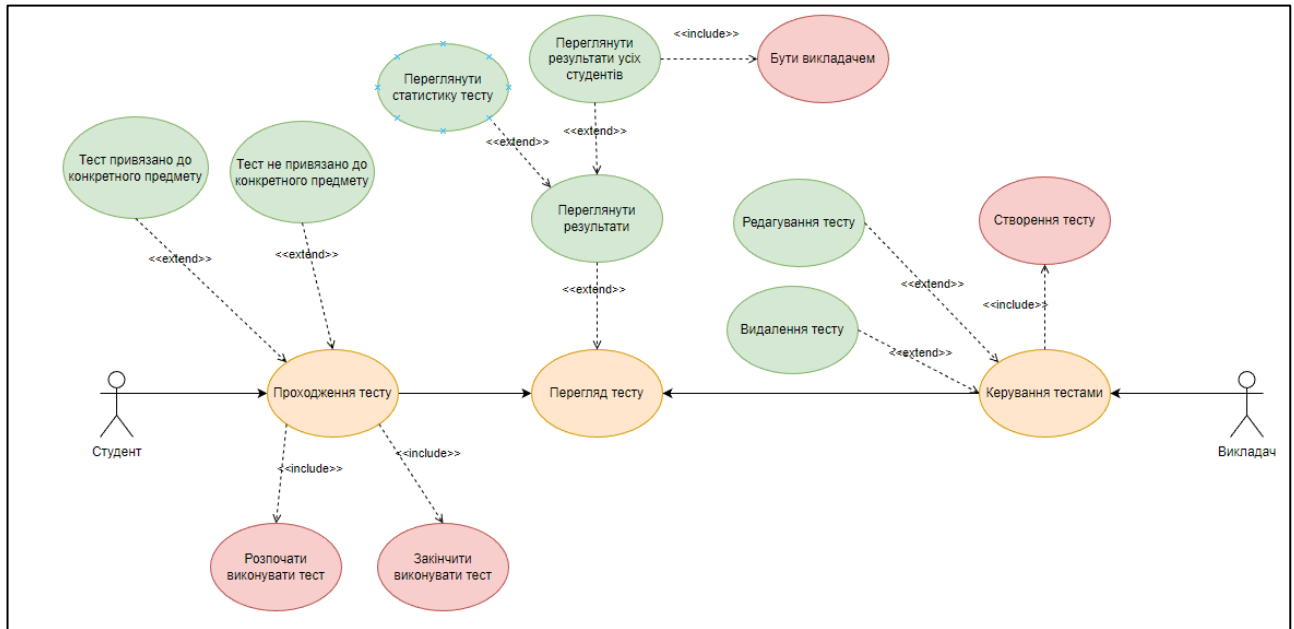 <<include>>
Переглянути
результати усіх
студентів
Бути викладачем
Переглянути
статистику тесту
<<extend>>
<<extend>>
Тест привязано до
конкретного предмету
Тест не привязано до
конкретного предмету
Переглянути
результати
Редагування тесту
Створення тесту
<<extend>>
<<extend>>
<<extend>>
<<extend>>
<<include>>
Видалення тесту
<<extend>>
Проходження тесту
Перегляд тесту
Керування тестами
Студент
Викладач
<<include>>
<<include>>
Розпочати
виконувати тест
Закінчити
виконувати тест